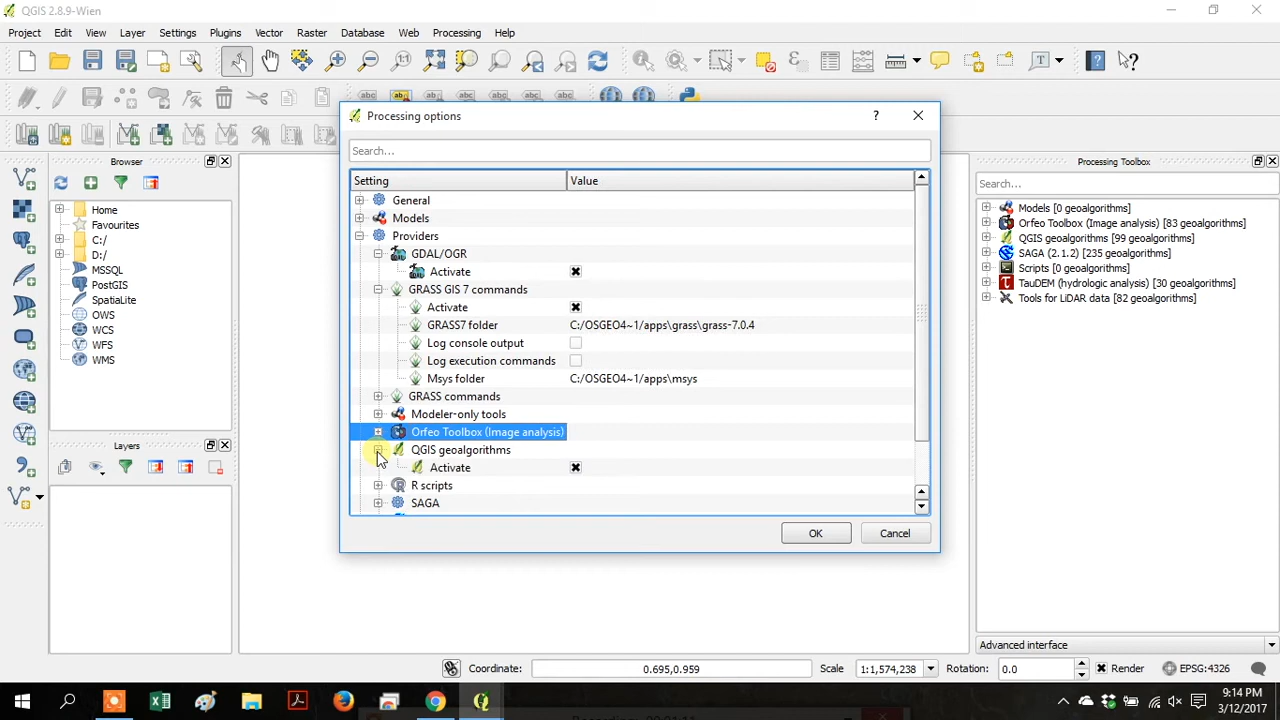 QGIS 2.8.9-Wien
Project Edit View Layer Settings Plugins Vector Raster Database Web Processing Help
Processing options
Search...
Setting Value
General
Models
Providers
GDAL/OGR
Activate
GRASS GIS 7 commands
Activate
GRASS7 folder C:/OSGEO4~1/apps\grass\grass-7.0.4
Log console output
Log execution commands
Msys folder C:/OSGEO4~1/apps\msys
GRASS commands
Modeler-only tools
Orfeo Toolbox (Image analysis)
QGIS geoalgorithms
Activate
R scripts
SAGA
OK Cancel
Browser
Home
Favourites
C:/
D:/
MSSQL
PostGIS
SpatiaLite
OWS
WCS
WFS
WMS
Layers
Processing Toolbox
Search...
Models [0 geoalgorithms]
Orfeo Toolbox (Image analysis) [83 geoalgorithms]
QGIS geoalgorithms [99 geoalgorithms]
SAGA (2.1.2) [235 geoalgorithms]
Scripts [0 geoalgorithms]
TauDEM (hydrologic analysis) [30 geoalgorithms]
Tools for LiDAR data [82 geoalgorithms]
Advanced interface
Coordinate: 0.695,0.959 Scale 1:1,574,238 Rotation: 0.0 Render EPSG:4326
9:14 PM
3/12/2017